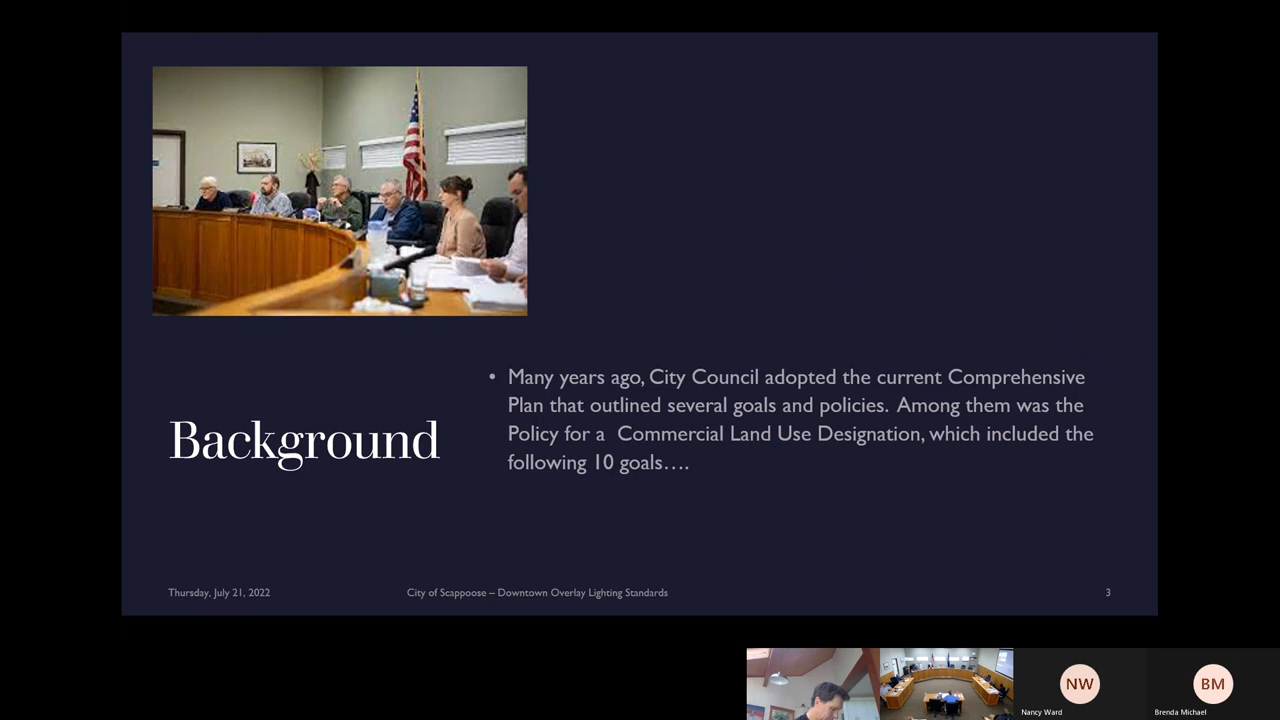 Background
• Many years ago, City Council adopted the current Comprehensive
Plan that outlined several goals and policies. Among them was the
Policy for a Commercial Land Use Designation, which included the
following 10 goals….
Thursday, July 21, 2022
City of Scappoose – Downtown Overlay Lighting Standards
3
NW
BM
Nancy Ward
Brenda Michael